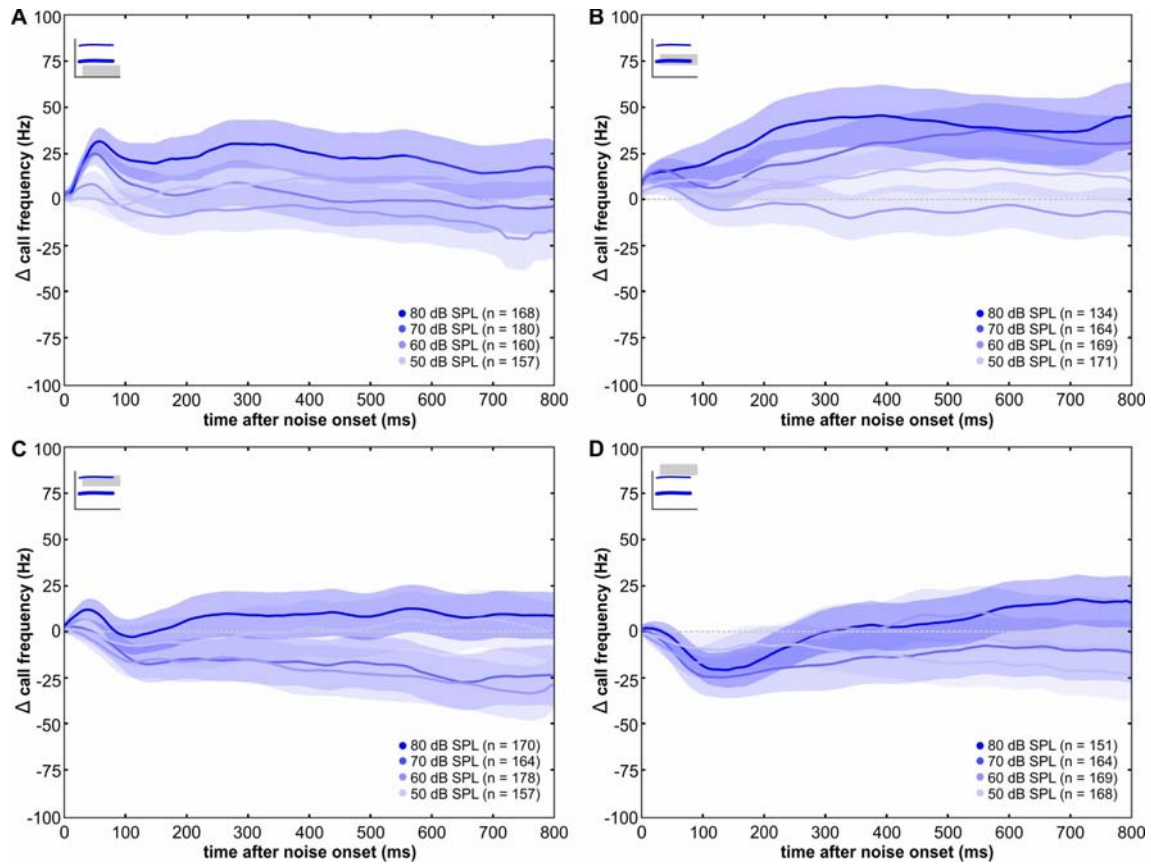 A
100
75
50
25
0
-25
-50
-75
-100
Δ call frequency (Hz)
80 dB SPL (n = 168)
70 dB SPL (n = 180)
60 dB SPL (n = 160)
50 dB SPL (n = 157)
0 100 200 300 400 500 600 700 800
time after noise onset (ms)
B
100
75
50
25
0
-25
-50
-75
-100
Δ call frequency (Hz)
80 dB SPL (n = 134)
70 dB SPL (n = 164)
60 dB SPL (n = 169)
50 dB SPL (n = 171)
0 100 200 300 400 500 600 700 800
time after noise onset (ms)
C
100
75
50
25
0
-25
-50
-75
-100
Δ call frequency (Hz)
80 dB SPL (n = 170)
70 dB SPL (n = 164)
60 dB SPL (n = 178)
50 dB SPL (n = 157)
0 100 200 300 400 500 600 700 800
time after noise onset (ms)
D
100
75
50
25
0
-25
-50
-75
-100
Δ call frequency (Hz)
80 dB SPL (n = 151)
70 dB SPL (n = 164)
60 dB SPL (n = 169)
50 dB SPL (n = 168)
0 100 200 300 400 500 600 700 800
time after noise onset (ms)